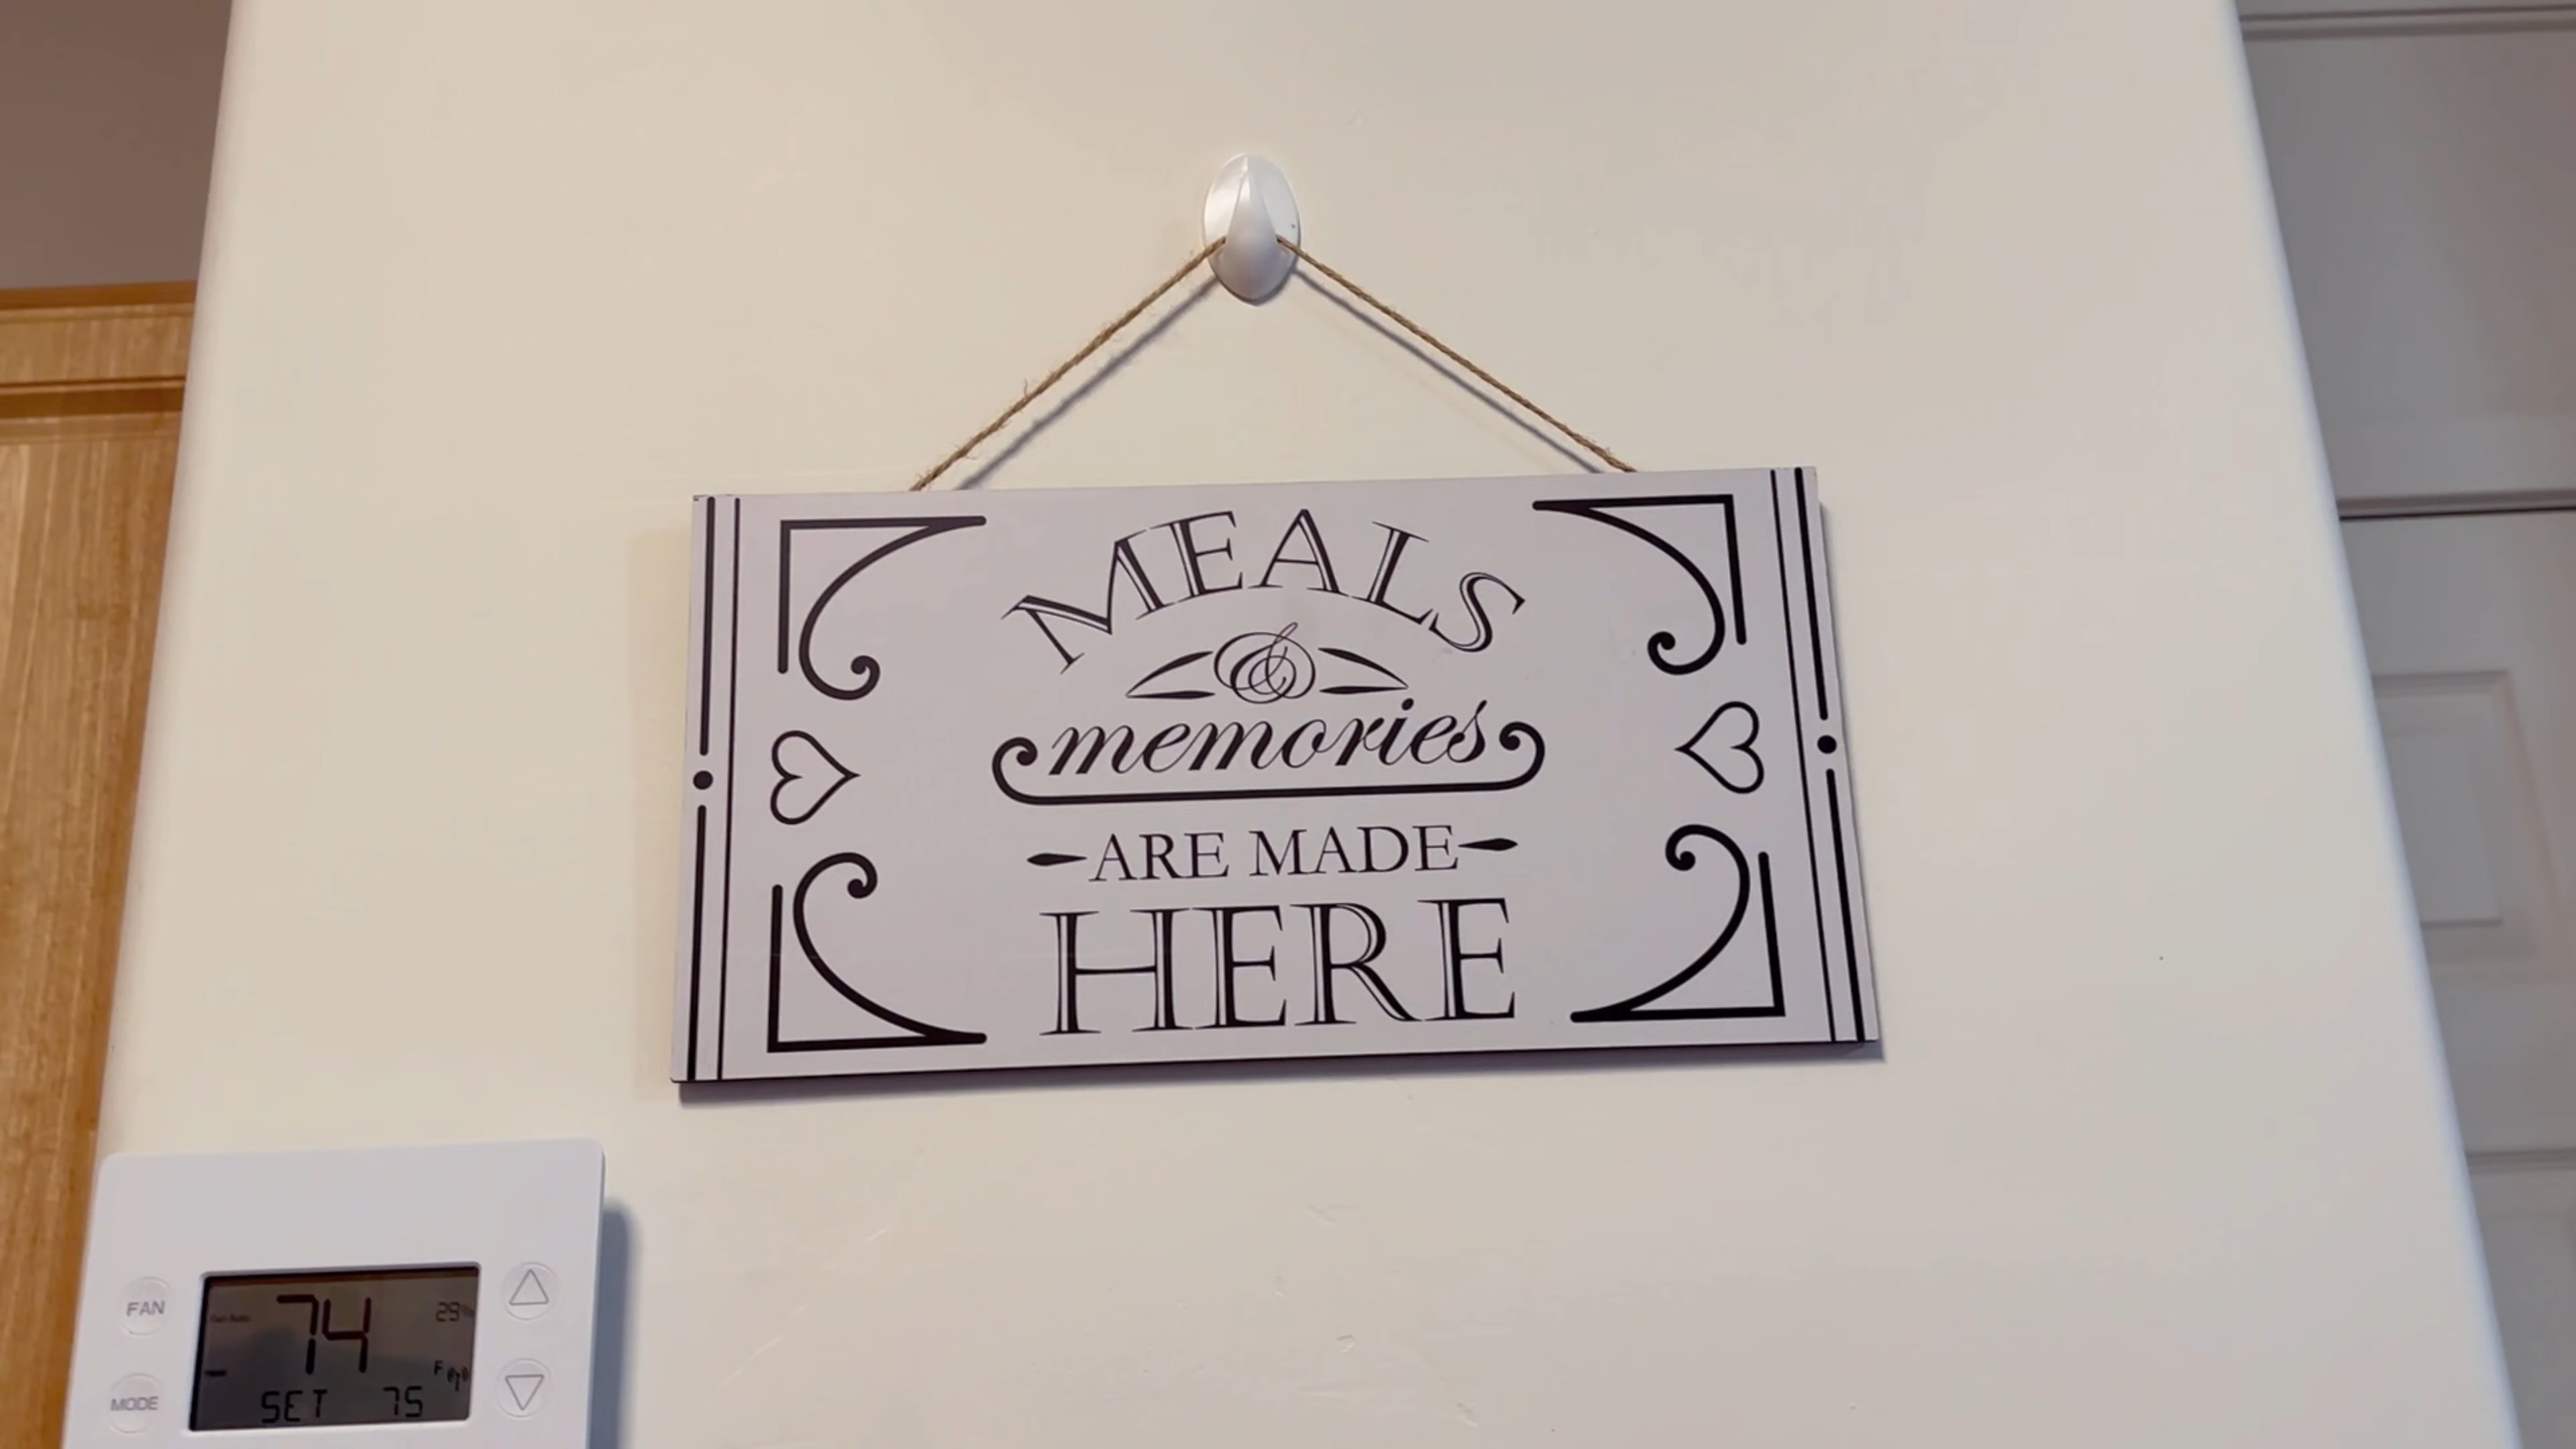 MEALS
&
memories
ARE MADE
HERE
FAN
74
29%
F
MODE
SET 75